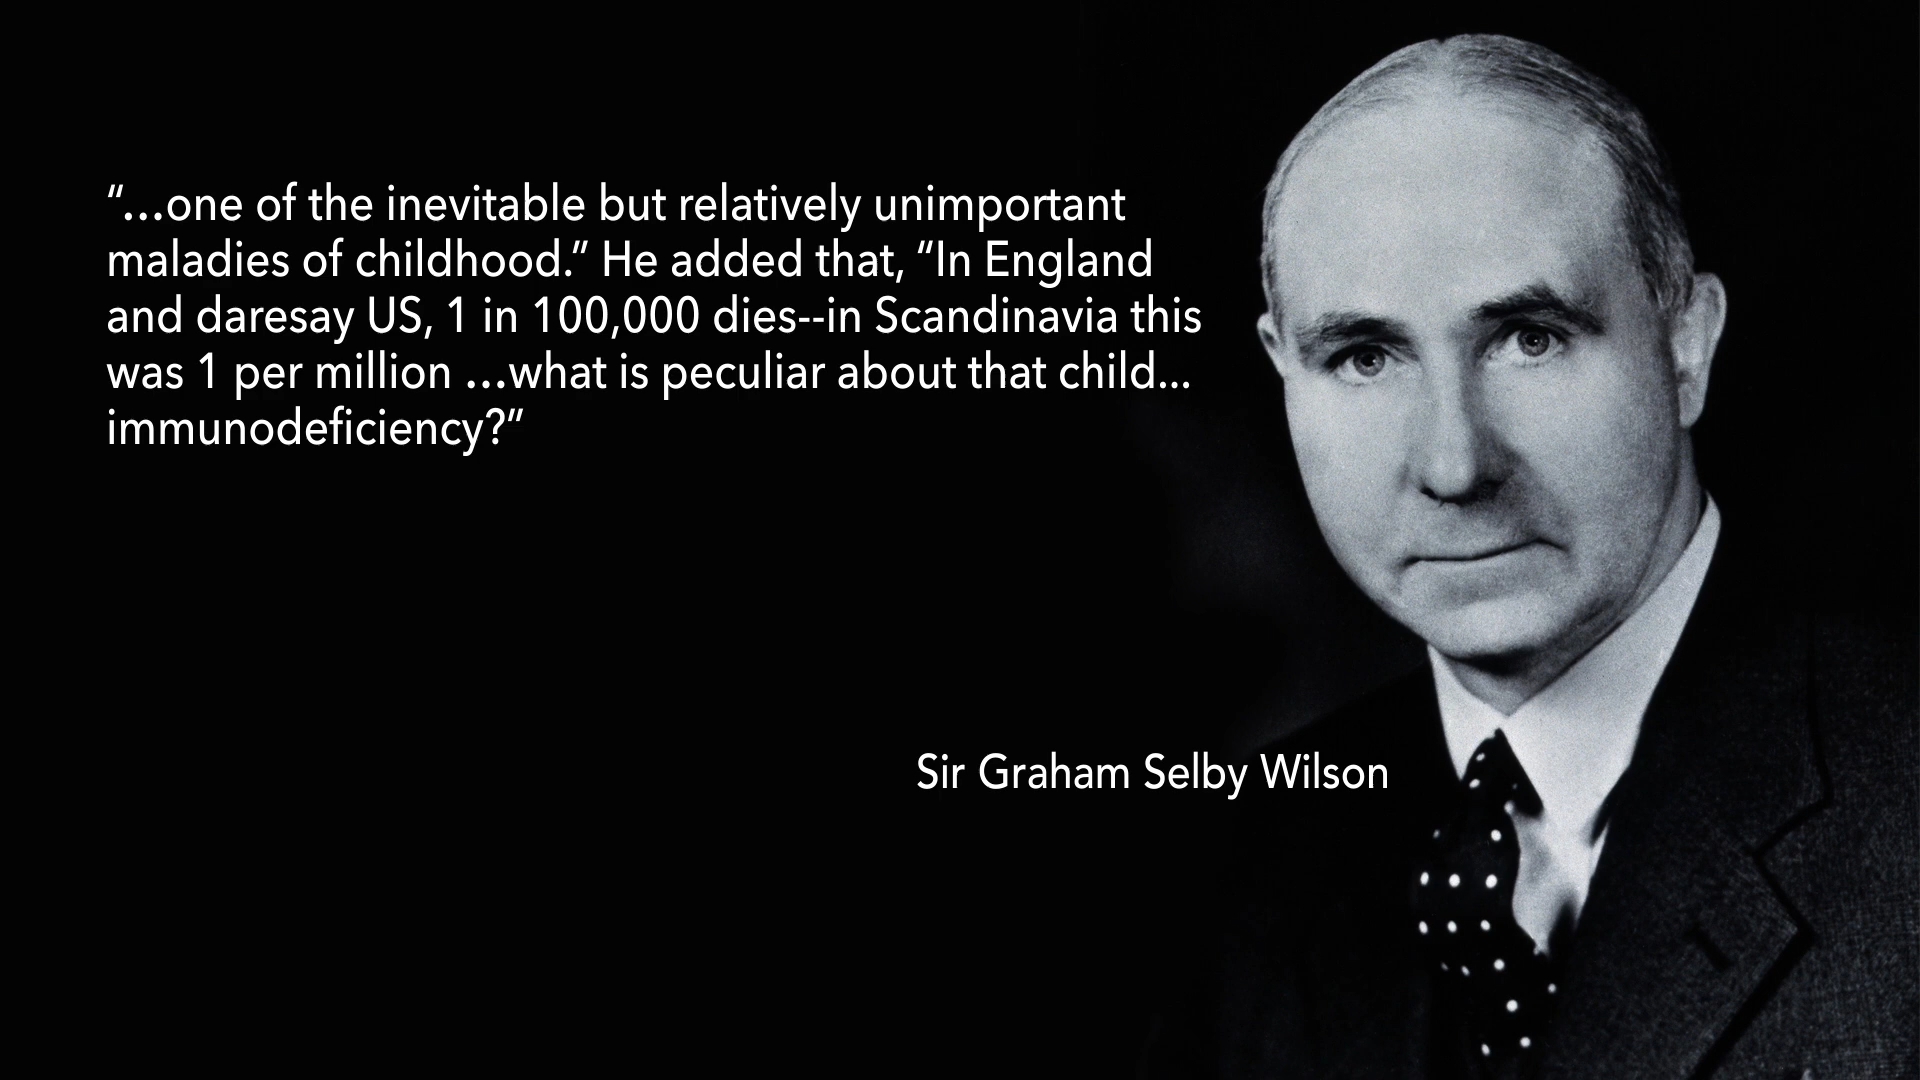 “…one of the inevitable but relatively unimportant
maladies of childhood.” He added that, “In England
and daresay US, 1 in 100,000 dies--in Scandinavia this
was 1 per million …what is peculiar about that child...
immunodeficiency?”
Sir Graham Selby Wilson